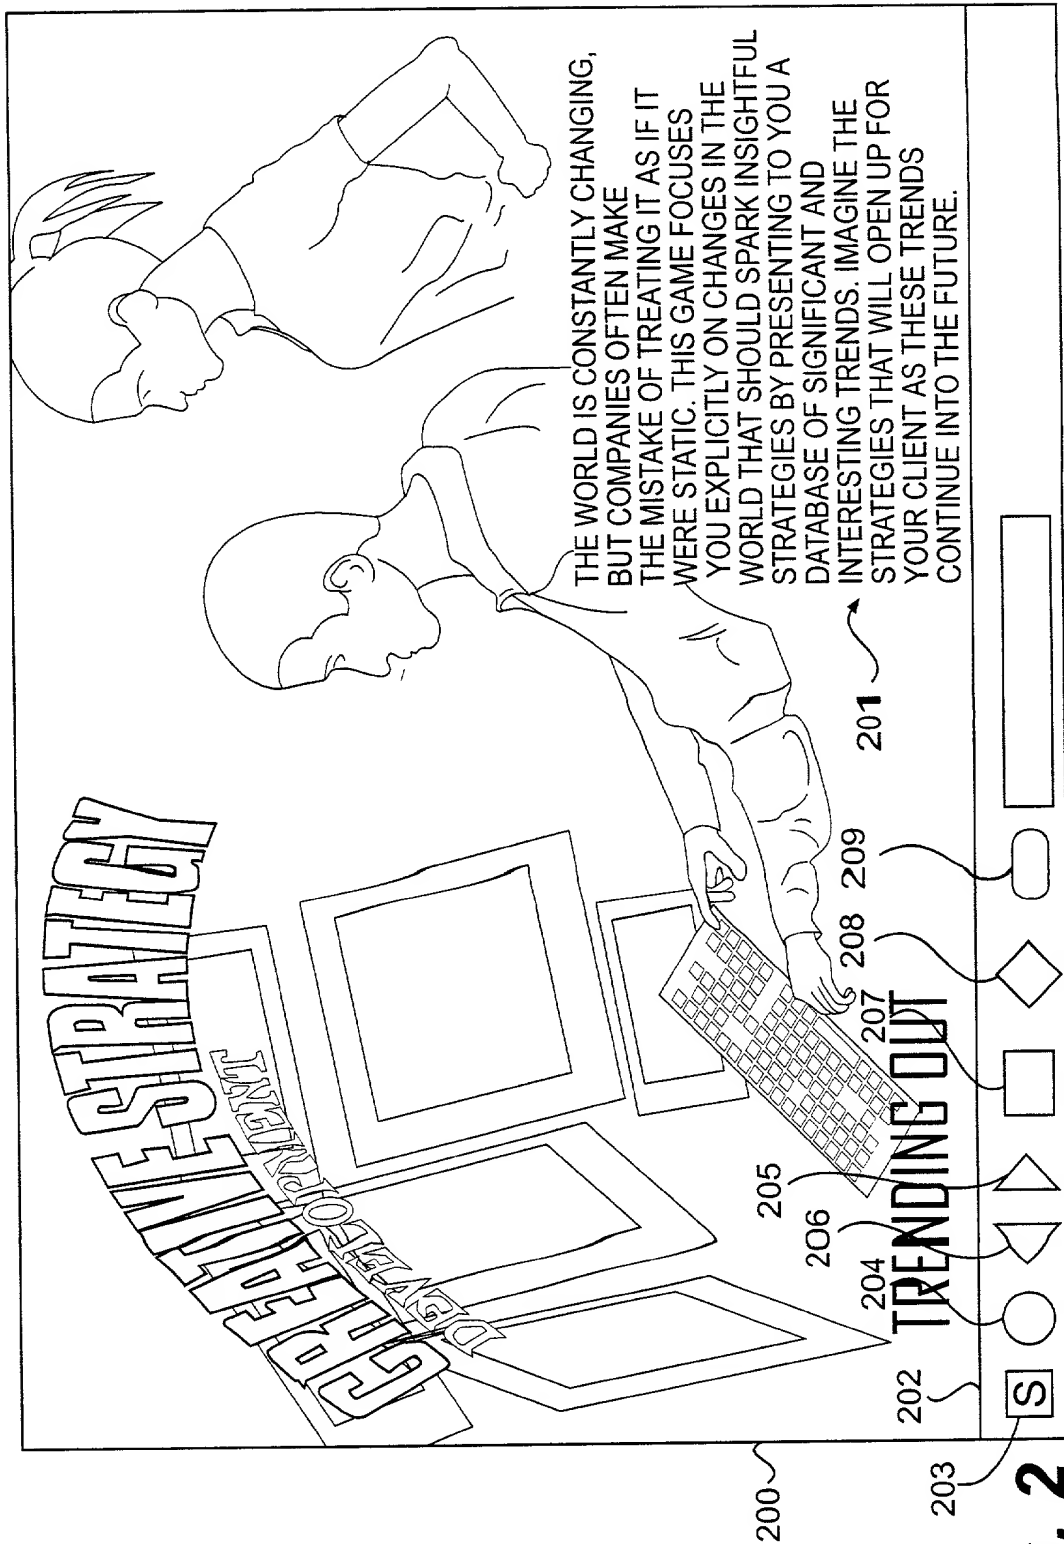 CREATIVE STRATEGY
DEVELOPMENT
THE WORLD IS CONSTANTLY CHANGING,
BUT COMPANIES OFTEN MAKE
THE MISTAKE OF TREATING IT AS IF IT
WERE STATIC. THIS GAME FOCUSES
YOU EXPLICITLY ON CHANGES IN THE
WORLD THAT SHOULD SPARK INSIGHTFUL
STRATEGIES BY PRESENTING TO YOU A
DATABASE OF SIGNIFICANT AND
INTERESTING TRENDS. IMAGINE THE
STRATEGIES THAT WILL OPEN UP FOR
YOUR CLIENT AS THESE TRENDS
CONTINUE INTO THE FUTURE.
201
TRENDING OUT
200
202
203
S
204
206
205
207
208
209
2